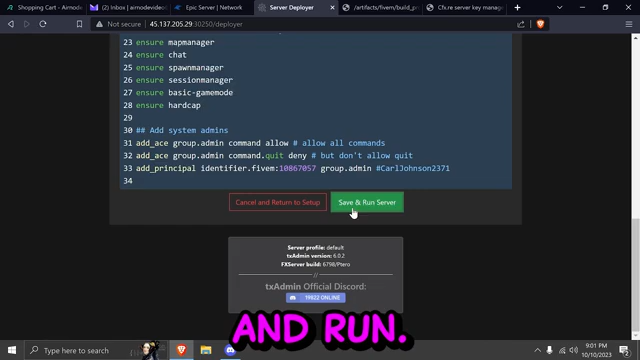 Shopping Cart - Airmode
(2) Inbox | airmodevideos
Epic Server | Network
Server Deployer
/artifacts/fivem/build_pr
Cfx.re server key manage
Not secure 45.137.205.29:30250/deployer
23 ensure mapmanager
24 ensure chat
25 ensure spawnmanager
26 ensure sessionmanager
27 ensure basic-gamemode
28 ensure hardcap
29
30 ## Add system admins
31 add_ace group.admin command allow # allow all commands
32 add_ace group.admin command.quit deny # but don't allow quit
33 add_principal identifier.fivem:10867057 group.admin #CarlJohnson2371
34
Cancel and Return to Setup
Save & Run Server
Server profile: default
txAdmin version: 6.0.2
FXServer build: 6798/Ptero
//
txAdmin Official Discord:
19822 ONLINE
AND RUN.
Type here to search
9:01 PM
10/10/2023